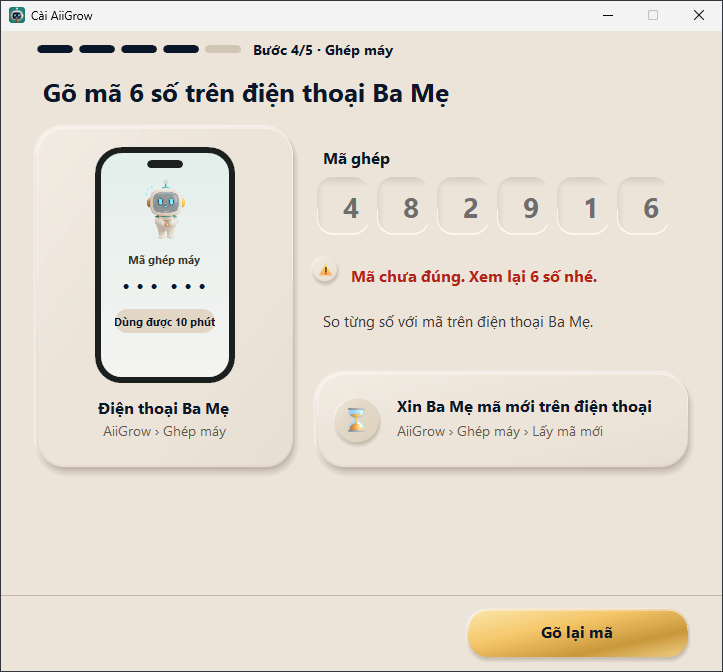 Cài AiiGrow
Bước 4/5 · Ghép máy
Gõ mã 6 số trên điện thoại Ba Mẹ
Mã ghép máy
Dùng được 10 phút
Điện thoại Ba Mẹ
AiiGrow › Ghép máy
Mã ghép
4 8 2 9 1 6
Mã chưa đúng. Xem lại 6 số nhé.
So từng số với mã trên điện thoại Ba Mẹ.
Xin Ba Mẹ mã mới trên điện thoại
AiiGrow › Ghép máy › Lấy mã mới
Gõ lại mã